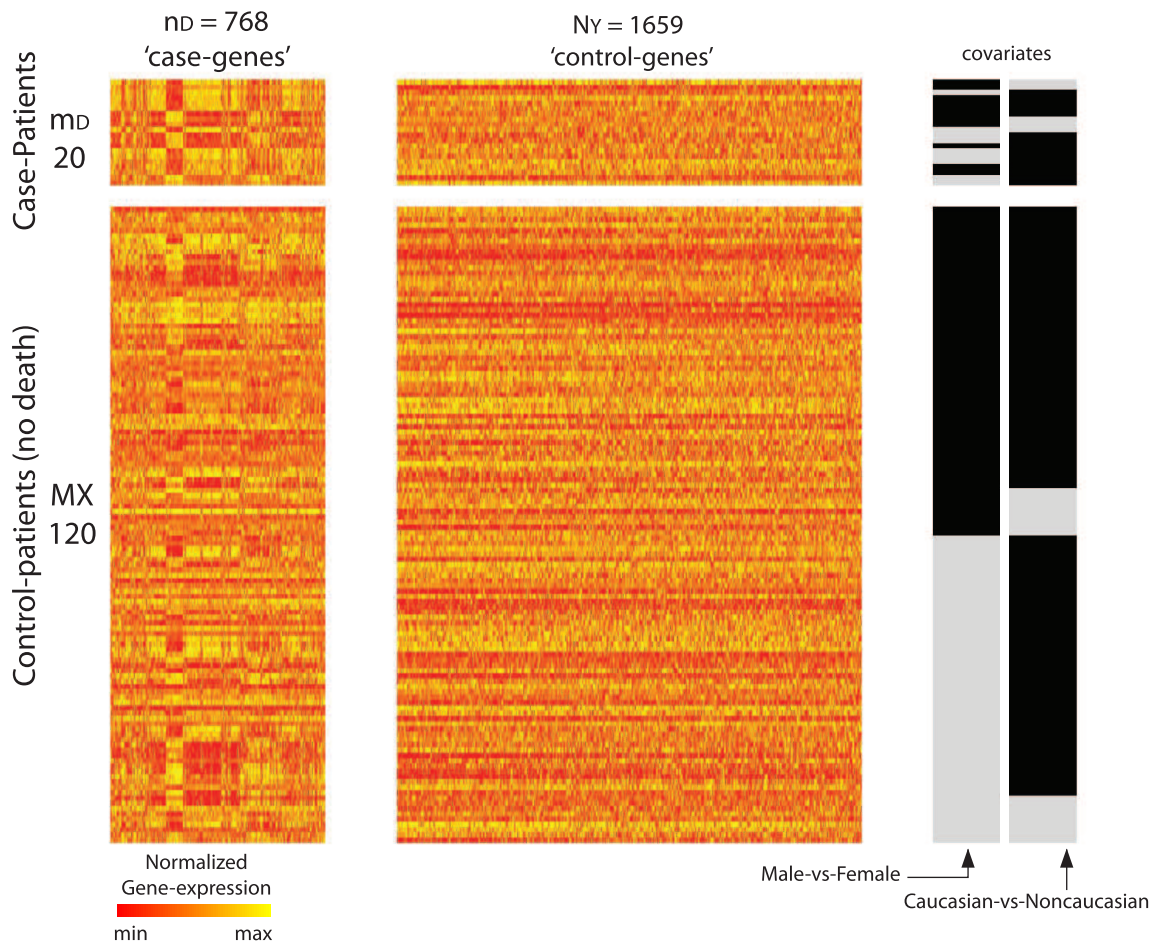 nD = 768
‘case-genes’
NY = 1659
‘control-genes’
covariates
Case-Patients
mD
20
Control-patients (no death)
MX
120
Normalized
Gene-expression
min
max
Male-vs-Female
Caucasian-vs-Noncaucasian